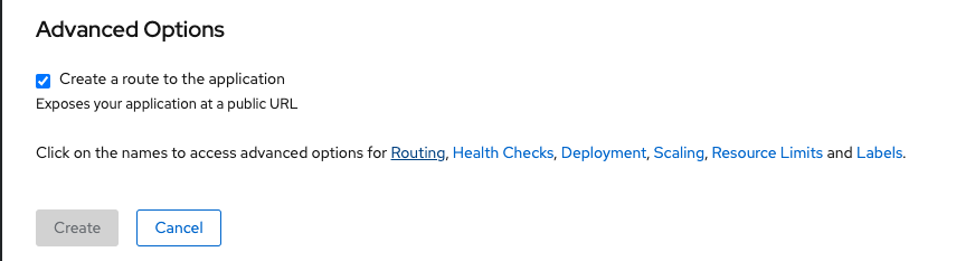 Advanced Options
Create a route to the application
Exposes your application at a public URL
Click on the names to access advanced options for Routing, Health Checks, Deployment, Scaling, Resource Limits and Labels.
Create
Cancel